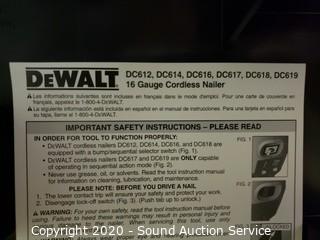 DEWALT
DC612, DC614, DC616, DC617, DC618, DC619
16 Gauge Cordless Nailer
Les informations suivantes sont incluses en français dans le mode d'emploi. Pour une carte de couverture en
français, appelez le 1-800-4-DEWALT.
La siguiente información está incluida en español en el manual de instrucciones. Para una tarjeta en español para
su tapa, llame al 1-800-4-DEWALT.
IMPORTANT SAFETY INSTRUCTIONS – PLEASE READ
IN ORDER FOR TOOL TO FUNCTION PROPERLY:
• DEWALT cordless nailers DC612, DC614, DC616, and DC618 are
equipped with a bump/sequential selector switch (Fig. 1).
• DEWALT cordless nailers DC617 and DC619 are ONLY capable
of operating in sequential action mode (Fig. 2).
• Never use grease, oil, or solvents. Read the tool instruction manual
for information on cleaning, lubrication, and maintenance.
PLEASE NOTE: BEFORE YOU DRIVE A NAIL
1. The lower contact trip will ensure your safety and protect your work.
2. Disengage lock-off switch (Fig. 3). (Push tab up to unlock.)
WARNING: For your own safety, read the tool instruction manual before
operating. Failure to heed these warnings may result in personal injury and
FIG. 1
FIG. 2
Copyright 2020 - Sound Auction Service